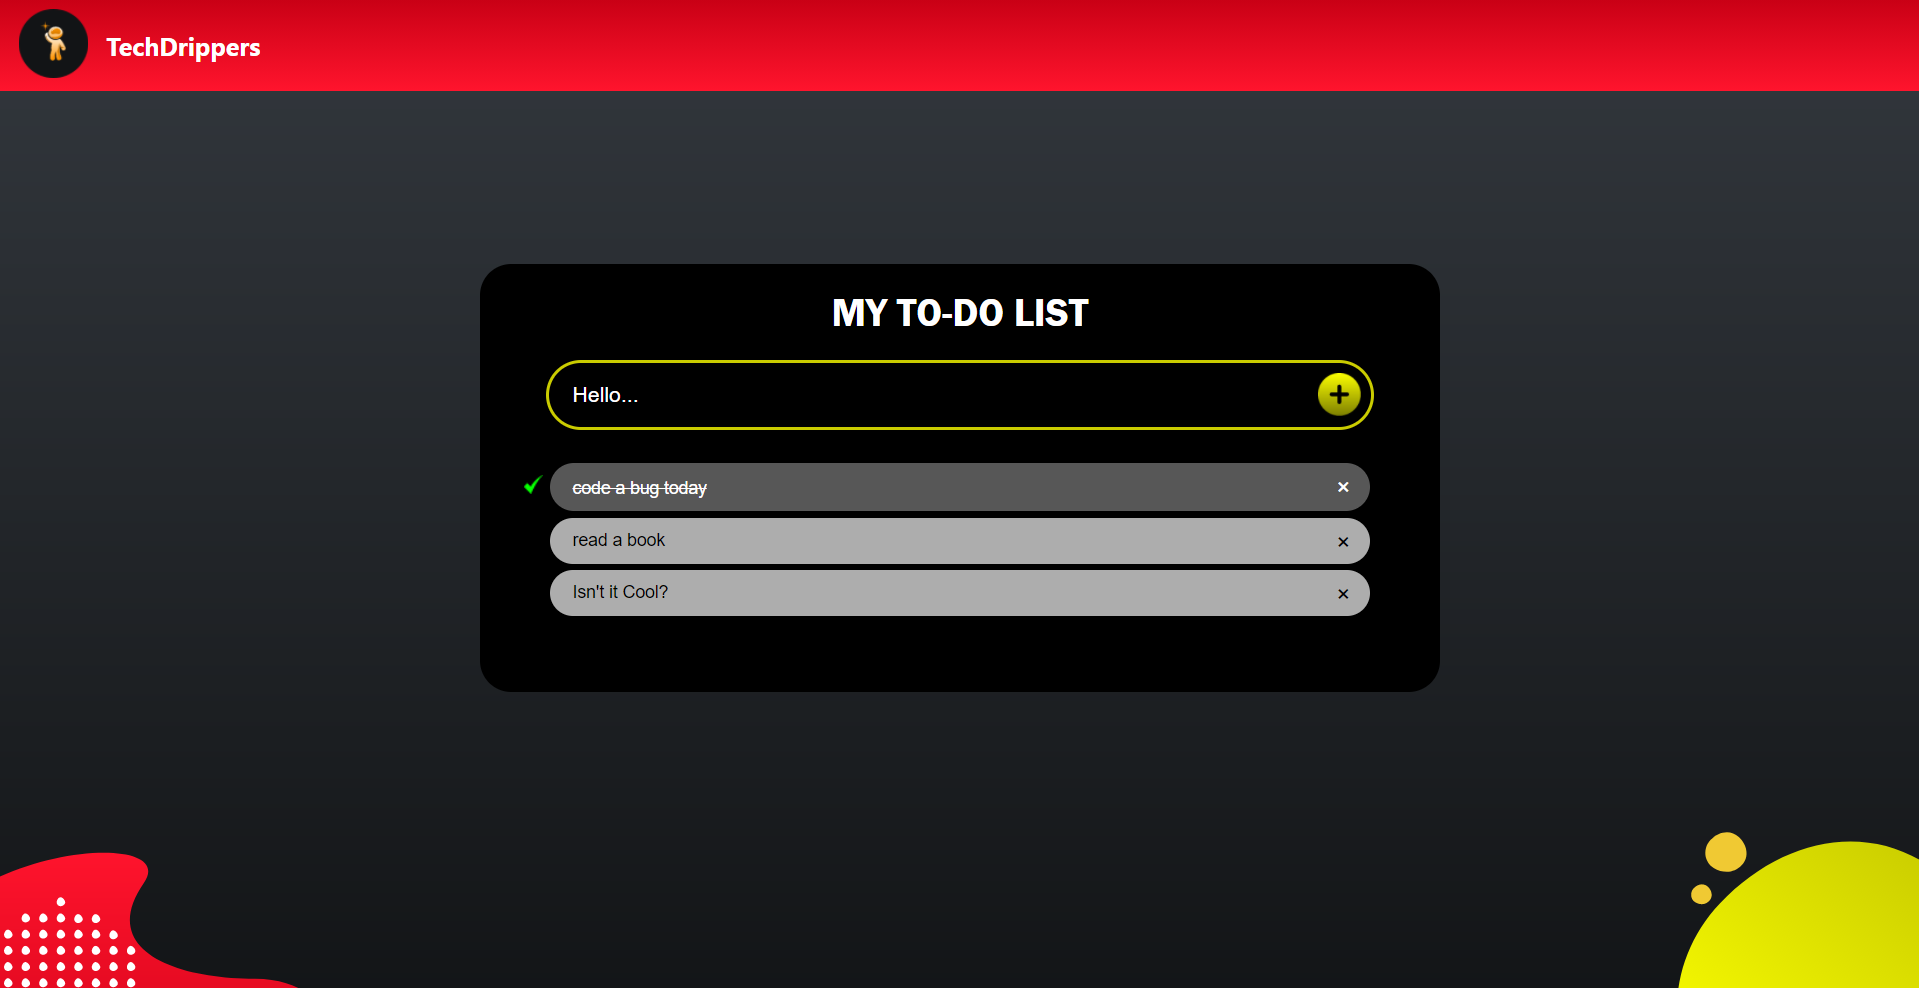 TechDrippers
MY TO-DO LIST
Hello...
code a bug today
read a book
Isn't it Cool?